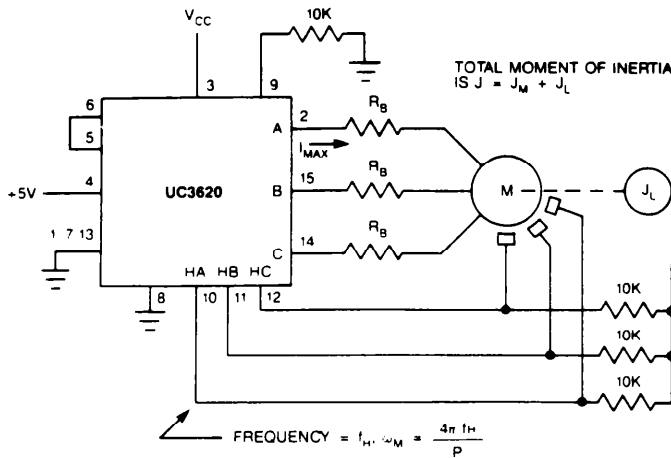 V_CC
10K
3
9
TOTAL MOMENT OF INERTIA
IS J = J_M + J_L
6
5
A
2
R_B
I_MAX
+5V
4
UC3620
B
15
R_B
M
J_L
1 7 13
C
14
R_B
HA HB HC
8
10
11
12
10K
10K
10K
FREQUENCY = f_H, ω_M = 4π f_H / P